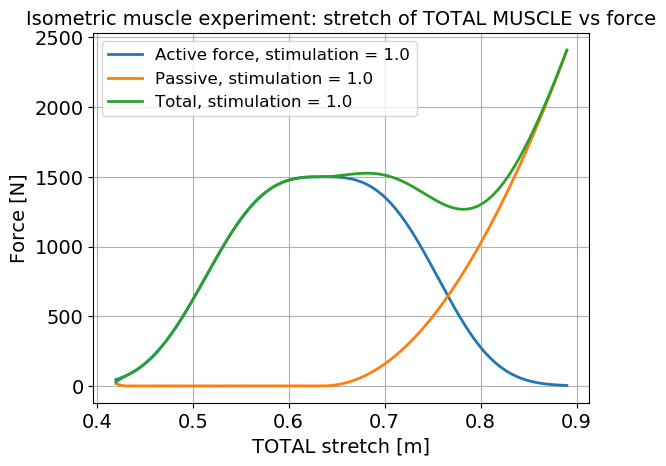 Isometric muscle experiment: stretch of TOTAL MUSCLE vs force
2500
2000
1500
1000
500
0
Force [N]
Active force, stimulation = 1.0
Passive, stimulation = 1.0
Total, stimulation = 1.0
0.4 0.5 0.6 0.7 0.8 0.9
TOTAL stretch [m]